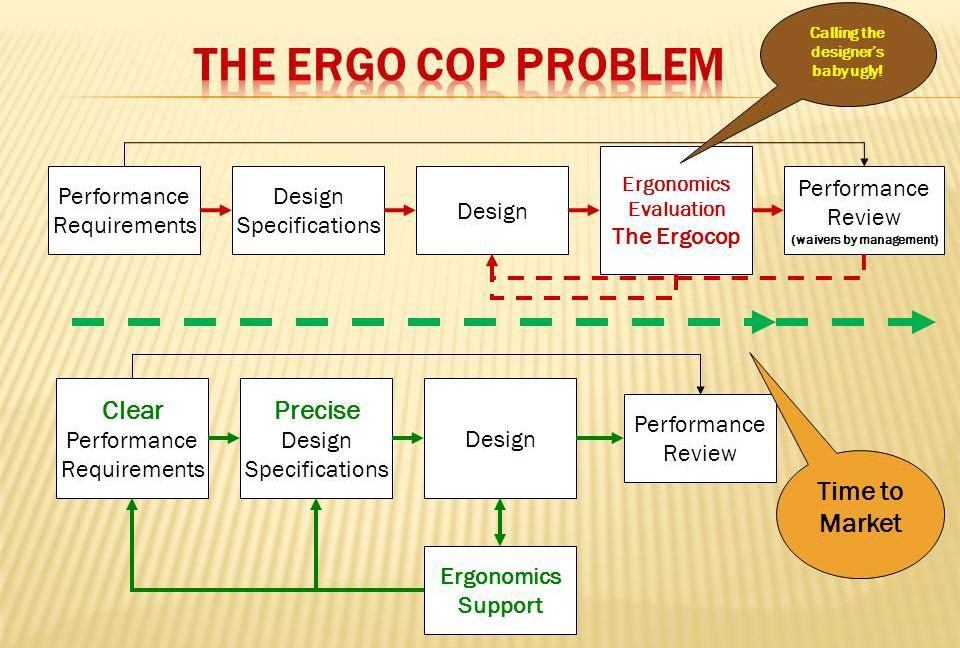 THE ERGO COP PROBLEM
Calling the
designer's
baby ugly!
Performance
Requirements
Design
Specifications
Design
Ergonomics
Evaluation
The Ergocop
Performance
Review
(waivers by management)
Clear
Performance
Requirements
Precise
Design
Specifications
Design
Performance
Review
Time to
Market
Ergonomics
Support